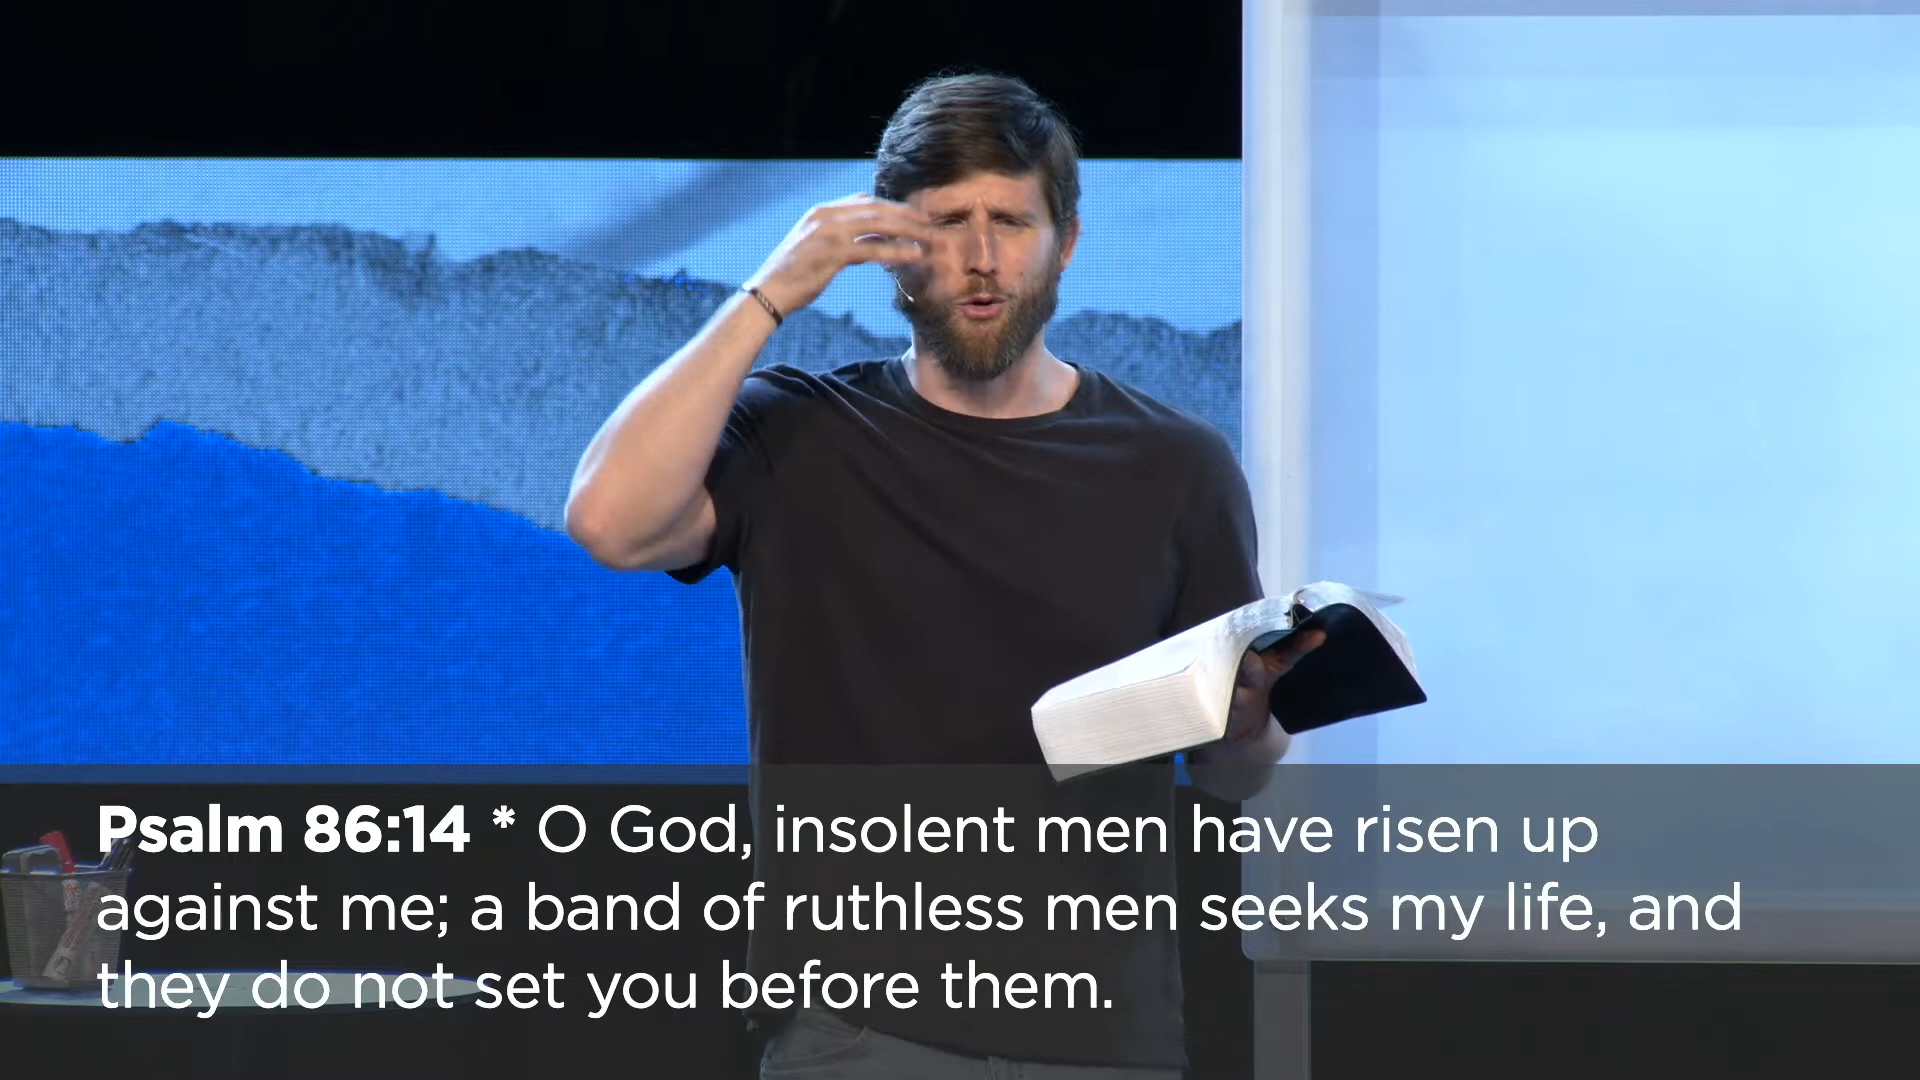 Psalm 86:14 * O God, insolent men have risen up
against me; a band of ruthless men seeks my life, and
they do not set you before them.